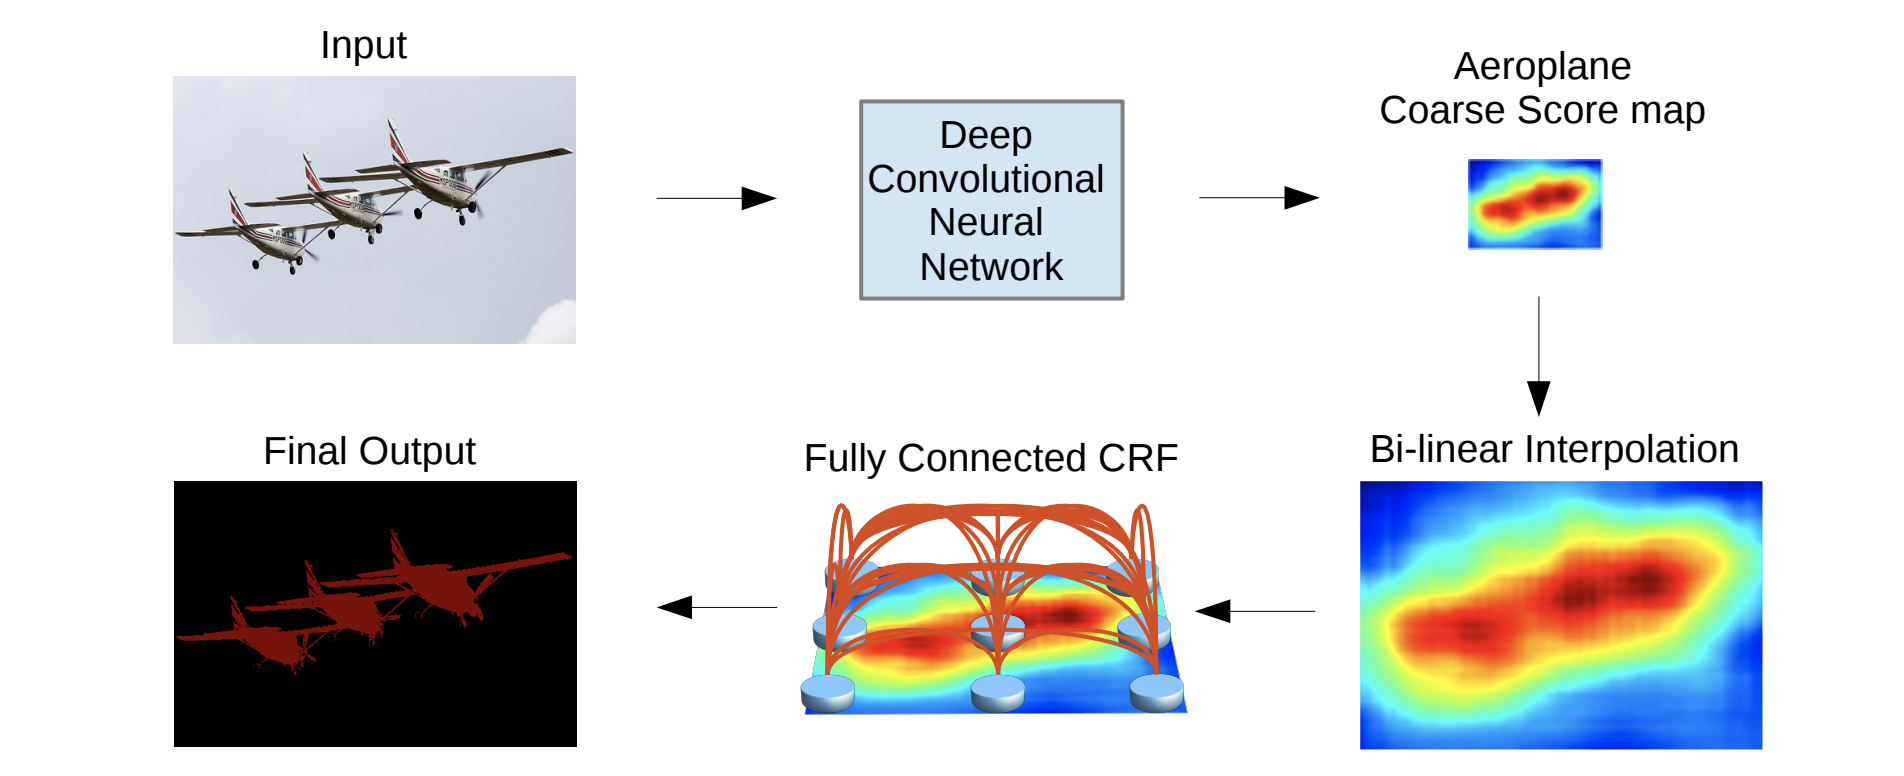 Input
Deep
Convolutional
Neural
Network
Aeroplane
Coarse Score map
Final Output
Fully Connected CRF
Bi-linear Interpolation